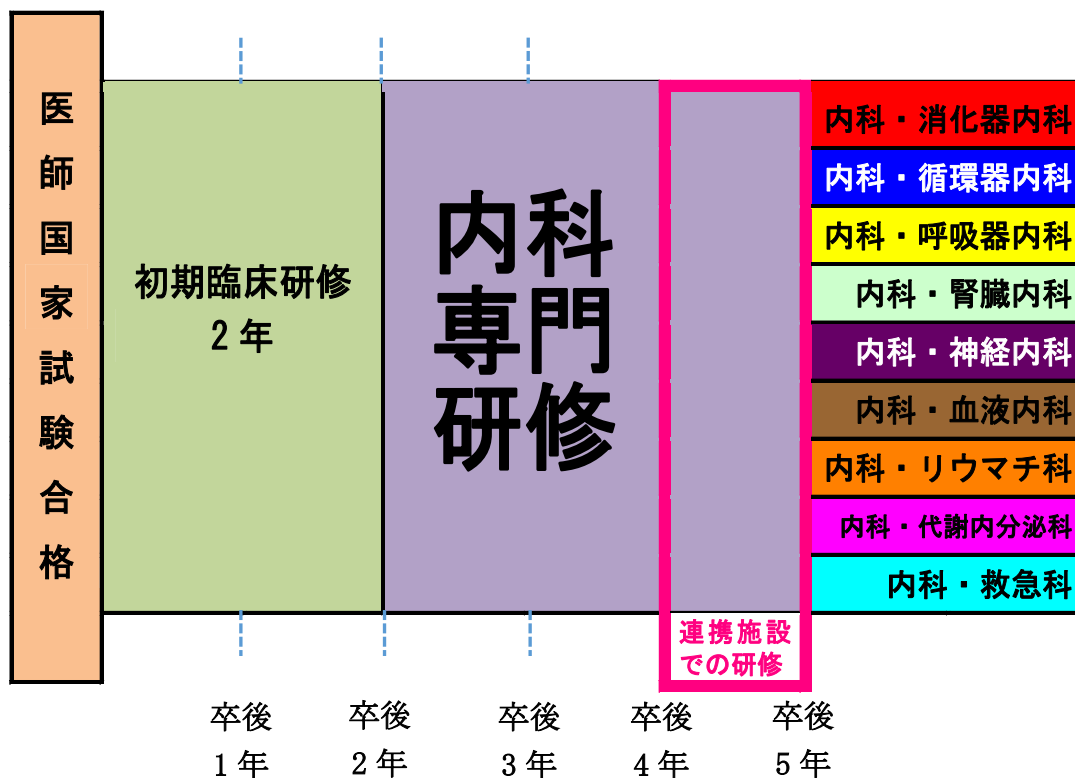 医師国家試験合格
初期臨床研修
2年
内科
専門
研修
連携施設
での研修
内科・消化器内科
内科・循環器内科
内科・呼吸器内科
内科・腎臓内科
内科・神経内科
内科・血液内科
内科・リウマチ科
内科・代謝内分泌科
内科・救急科
卒後
1年
卒後
2年
卒後
3年
卒後
4年
卒後
5年